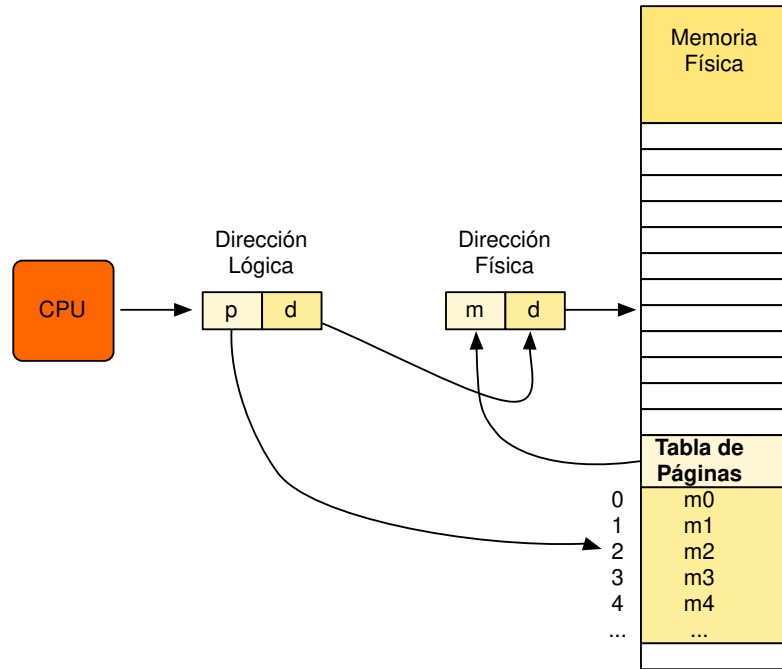 Memoria
Física
Dirección
Lógica
Dirección
Física
CPU
p d
m d
Tabla de
Páginas
0 m0
1 m1
2 m2
3 m3
4 m4
... ...